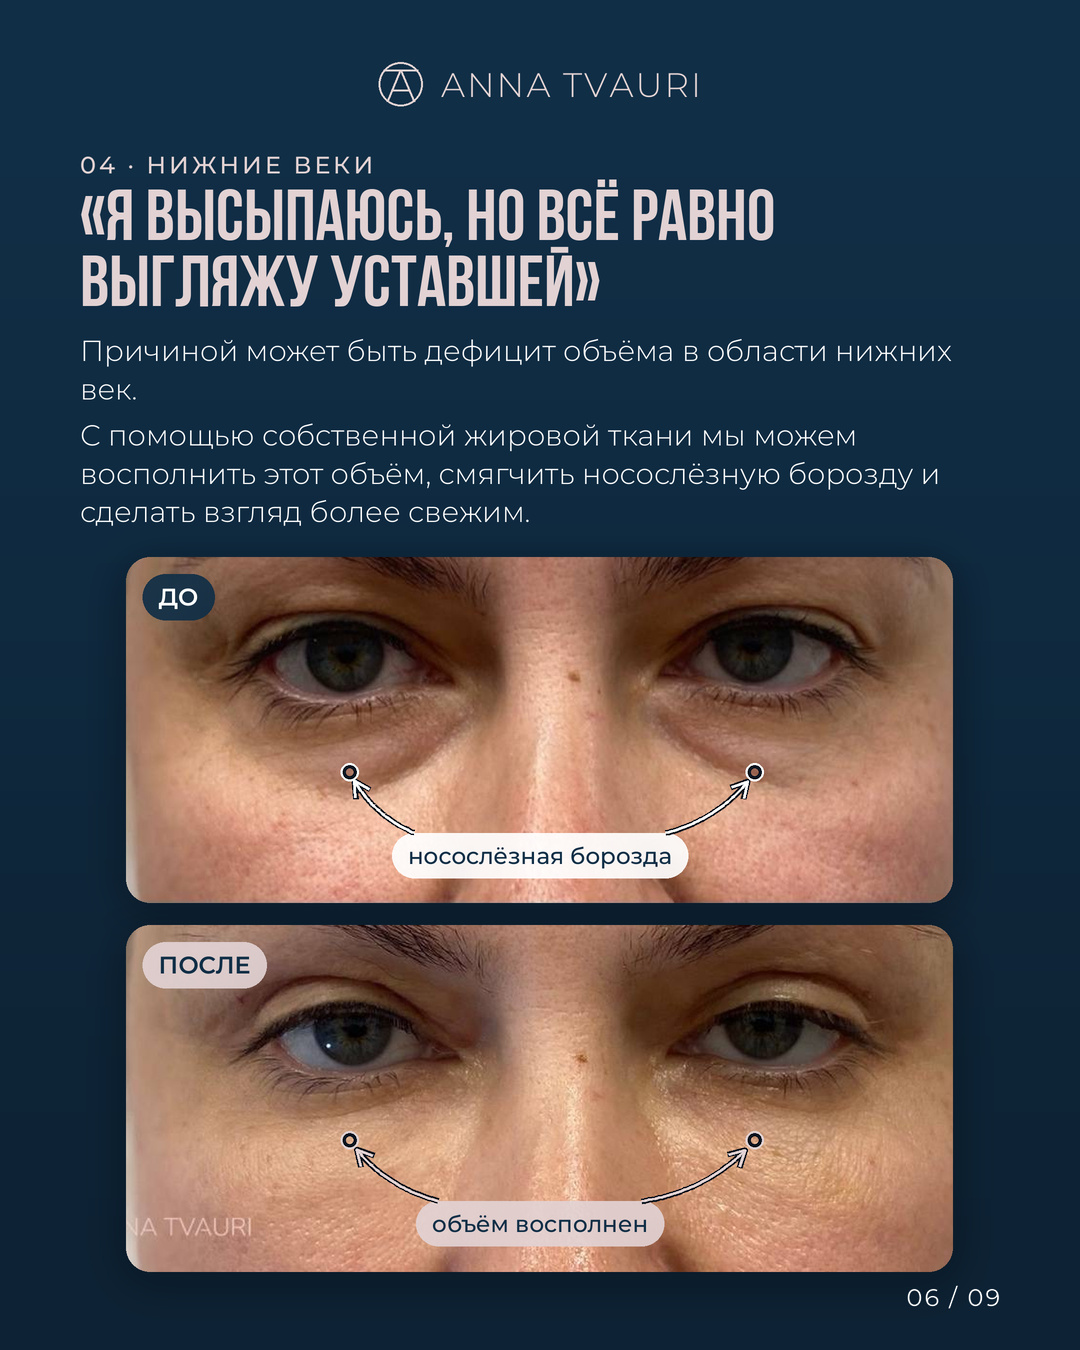 ANNA TVAURI
04 · НИЖНИЕ ВЕКИ
«Я ВЫСЫПАЮСЬ, НО ВСЁ РАВНО
ВЫГЛЯЖУ УСТАВШЕЙ»
Причиной может быть дефицит объёма в области нижних
век.
С помощью собственной жировой ткани мы можем
восполнить этот объём, смягчить носослёзную борозду и
сделать взгляд более свежим.
ДО
носослёзная борозда
ПОСЛЕ
объём восполнен
NA TVAURI
06 / 09